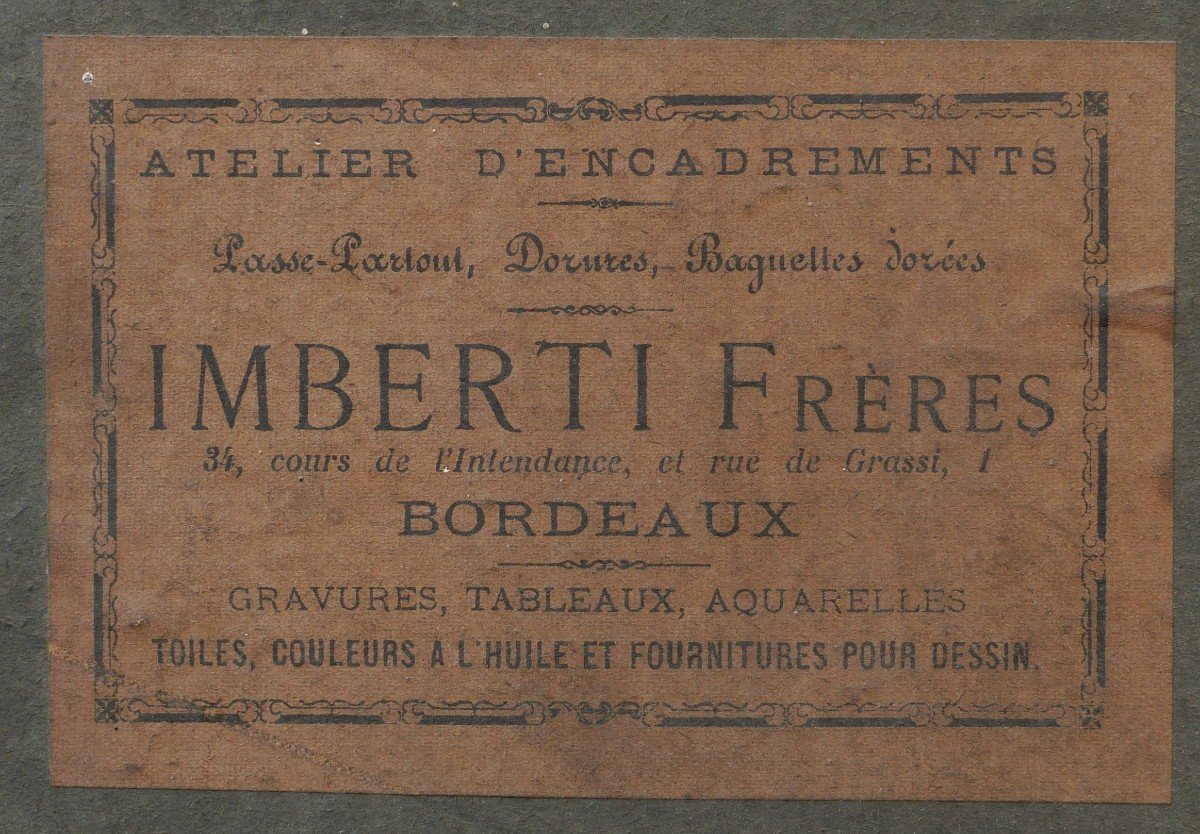 ATELIER D'ENCADREMENTS
Passe-Partout, Dorures, Baguettes dorées
IMBERTI FRÈRES
34, cours de l'Intendance, et rue de Grassi, 1
BORDEAUX
GRAVURES, TABLEAUX, AQUARELLES
TOILES, COULEURS A L'HUILE ET FOURNITURES POUR DESSIN.